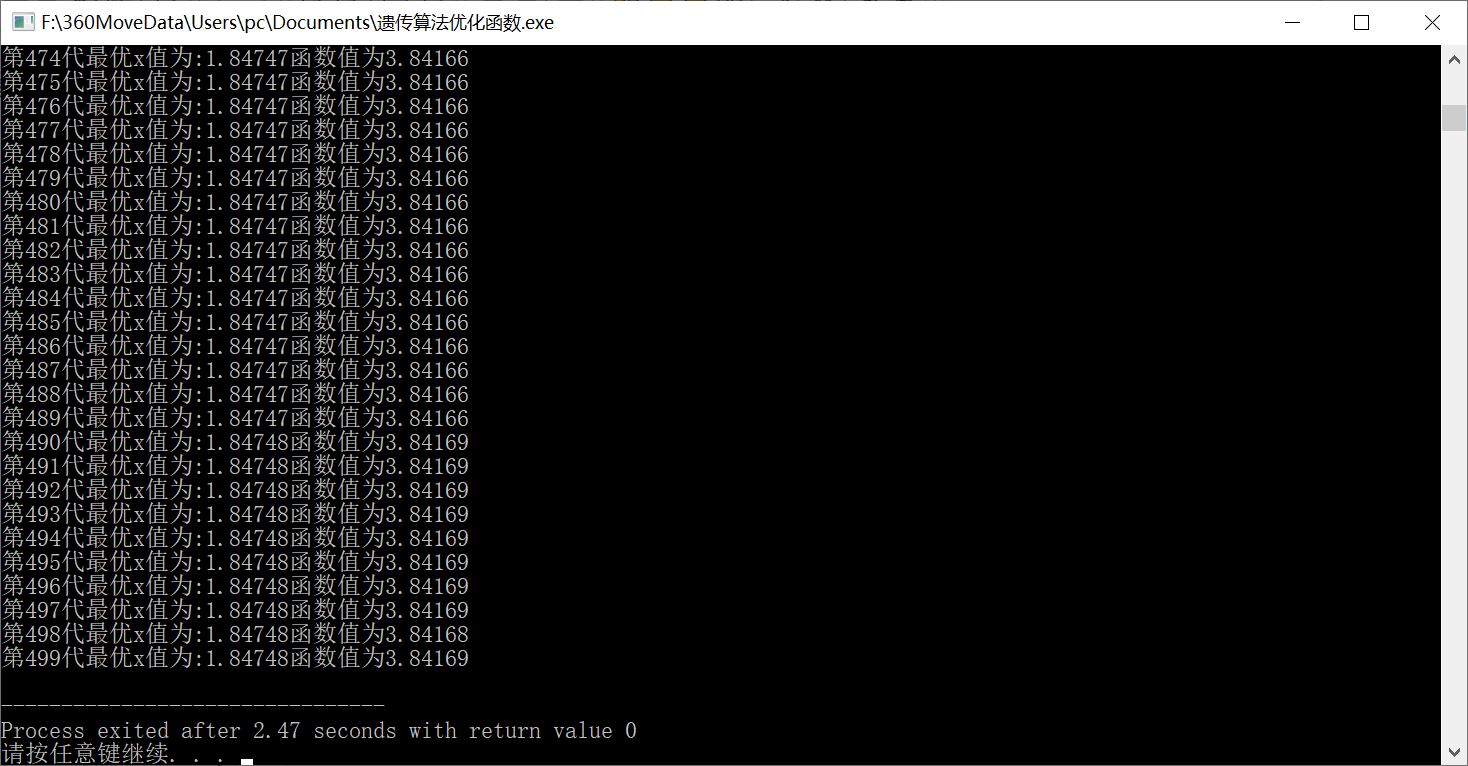 F:\360MoveData\Users\pc\Documents\遗传算法优化函数.exe
第474代最优x值为:1.84747函数值为3.84166
第475代最优x值为:1.84747函数值为3.84166
第476代最优x值为:1.84747函数值为3.84166
第477代最优x值为:1.84747函数值为3.84166
第478代最优x值为:1.84747函数值为3.84166
第479代最优x值为:1.84747函数值为3.84166
第480代最优x值为:1.84747函数值为3.84166
第481代最优x值为:1.84747函数值为3.84166
第482代最优x值为:1.84747函数值为3.84166
第483代最优x值为:1.84747函数值为3.84166
第484代最优x值为:1.84747函数值为3.84166
第485代最优x值为:1.84747函数值为3.84166
第486代最优x值为:1.84747函数值为3.84166
第487代最优x值为:1.84747函数值为3.84166
第488代最优x值为:1.84747函数值为3.84166
第489代最优x值为:1.84747函数值为3.84166
第490代最优x值为:1.84748函数值为3.84169
第491代最优x值为:1.84748函数值为3.84169
第492代最优x值为:1.84748函数值为3.84169
第493代最优x值为:1.84748函数值为3.84169
第494代最优x值为:1.84748函数值为3.84169
第495代最优x值为:1.84748函数值为3.84169
第496代最优x值为:1.84748函数值为3.84169
第497代最优x值为:1.84748函数值为3.84169
第498代最优x值为:1.84748函数值为3.84168
第499代最优x值为:1.84748函数值为3.84169
--------------------------------
Process exited after 2.47 seconds with return value 0
请按任意键继续. . .